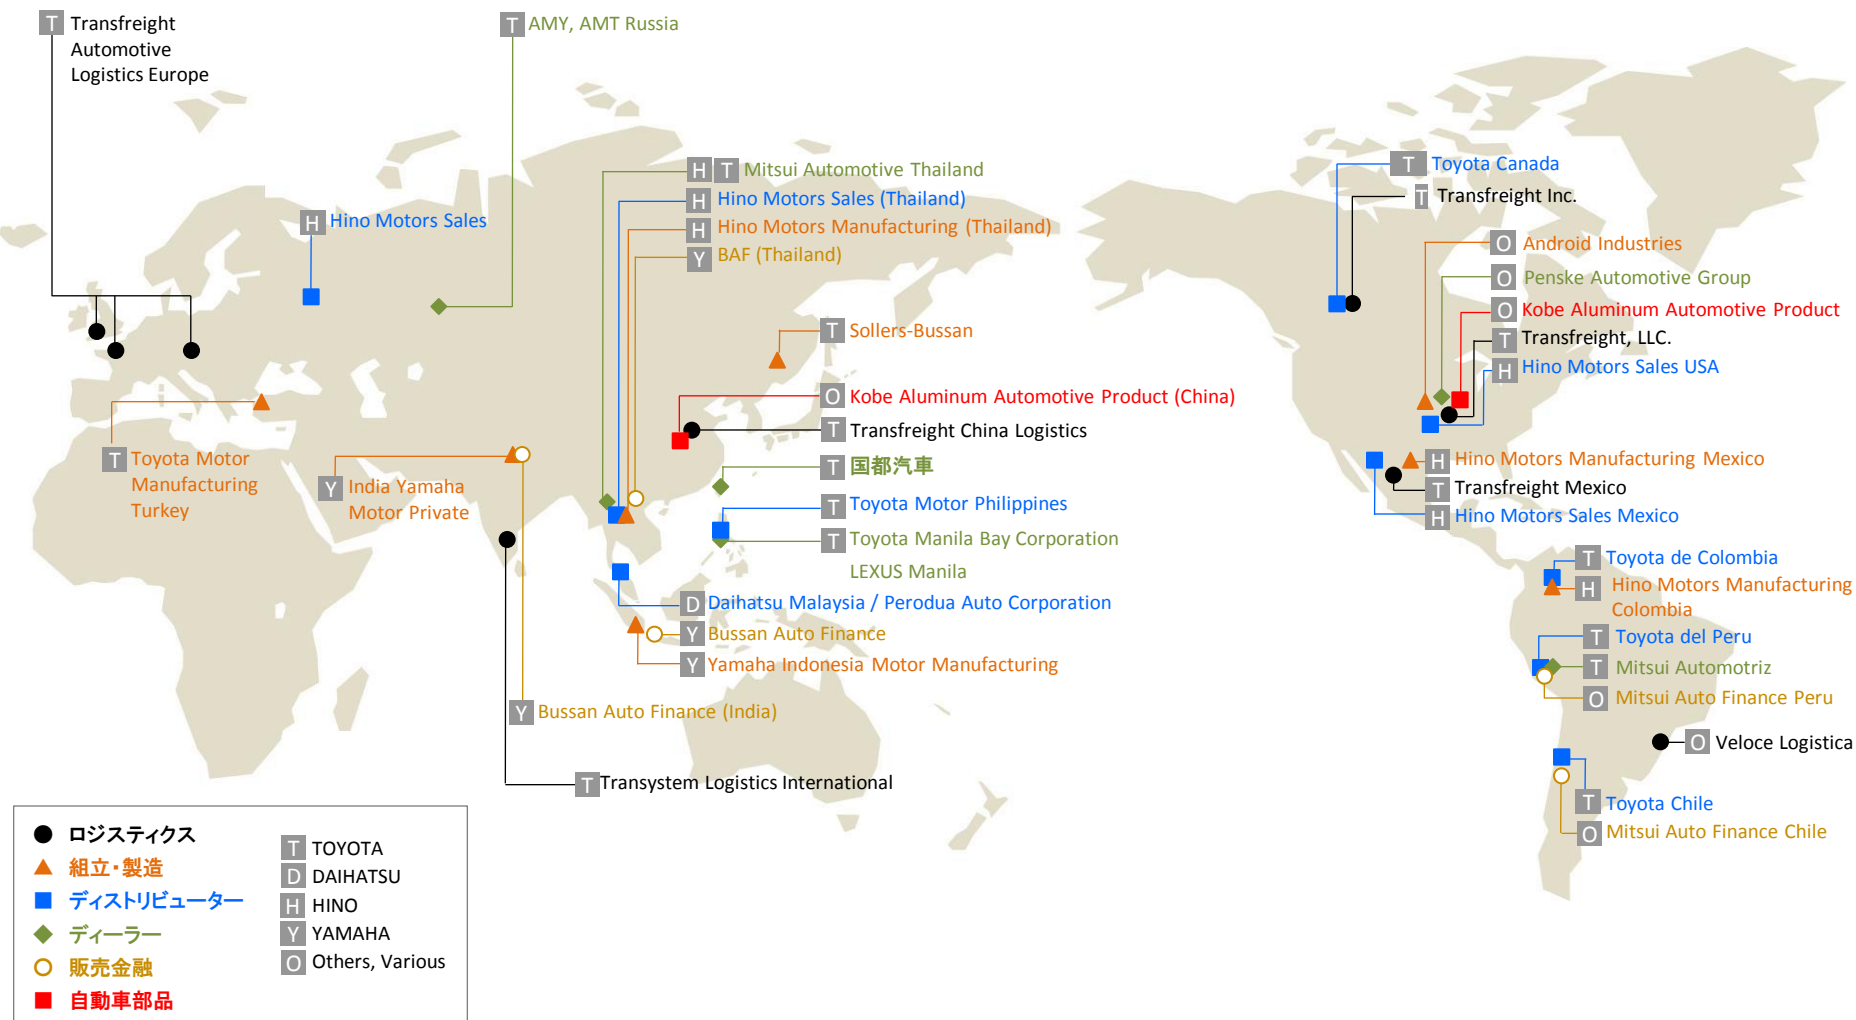 T Transfreight
Automotive
Logistics Europe
T AMY, AMT Russia
H Hino Motors Sales
H T Mitsui Automotive Thailand
H Hino Motors Sales (Thailand)
H Hino Motors Manufacturing (Thailand)
Y BAF (Thailand)
T Sollers-Bussan
O Kobe Aluminum Automotive Product (China)
T Transfreight China Logistics
T 国都汽車
T Toyota Motor Philippines
T Toyota Manila Bay Corporation
LEXUS Manila
D Daihatsu Malaysia / Perodua Auto Corporation
Y Bussan Auto Finance
Y Yamaha Indonesia Motor Manufacturing
T Toyota Motor
Manufacturing
Turkey
Y India Yamaha
Motor Private
Y Bussan Auto Finance (India)
T Transystem Logistics International
T Toyota Canada
T Transfreight Inc.
O Android Industries
O Penske Automotive Group
O Kobe Aluminum Automotive Product
T Transfreight, LLC.
H Hino Motors Sales USA
H Hino Motors Manufacturing Mexico
T Transfreight Mexico
H Hino Motors Sales Mexico
T Toyota de Colombia
H Hino Motors Manufacturing
Colombia
T Toyota del Peru
T Mitsui Automotriz
O Mitsui Auto Finance Peru
O Veloce Logistica
T Toyota Chile
O Mitsui Auto Finance Chile
ロジスティクス
組立・製造
ディストリビューター
ディーラー
販売金融
自動車部品
T TOYOTA
D DAIHATSU
H HINO
Y YAMAHA
O Others, Various